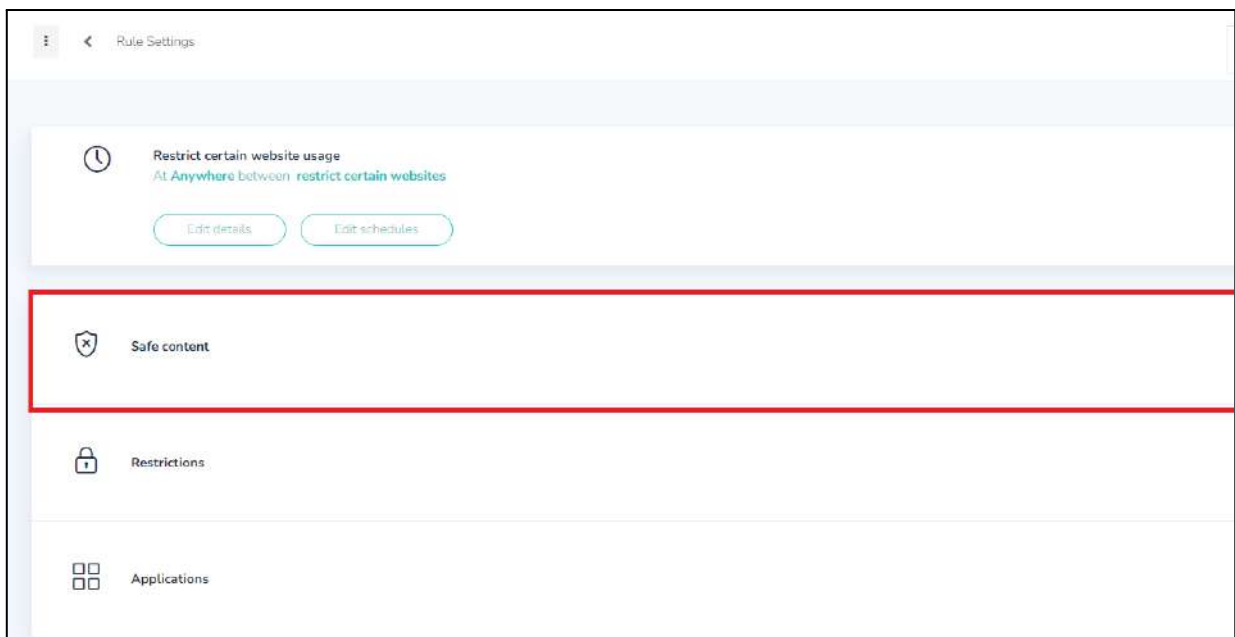 Rule Settings
Restrict certain website usage
At Anywhere between restrict certain websites
Edit details
Edit schedules
Safe content
Restrictions
Applications